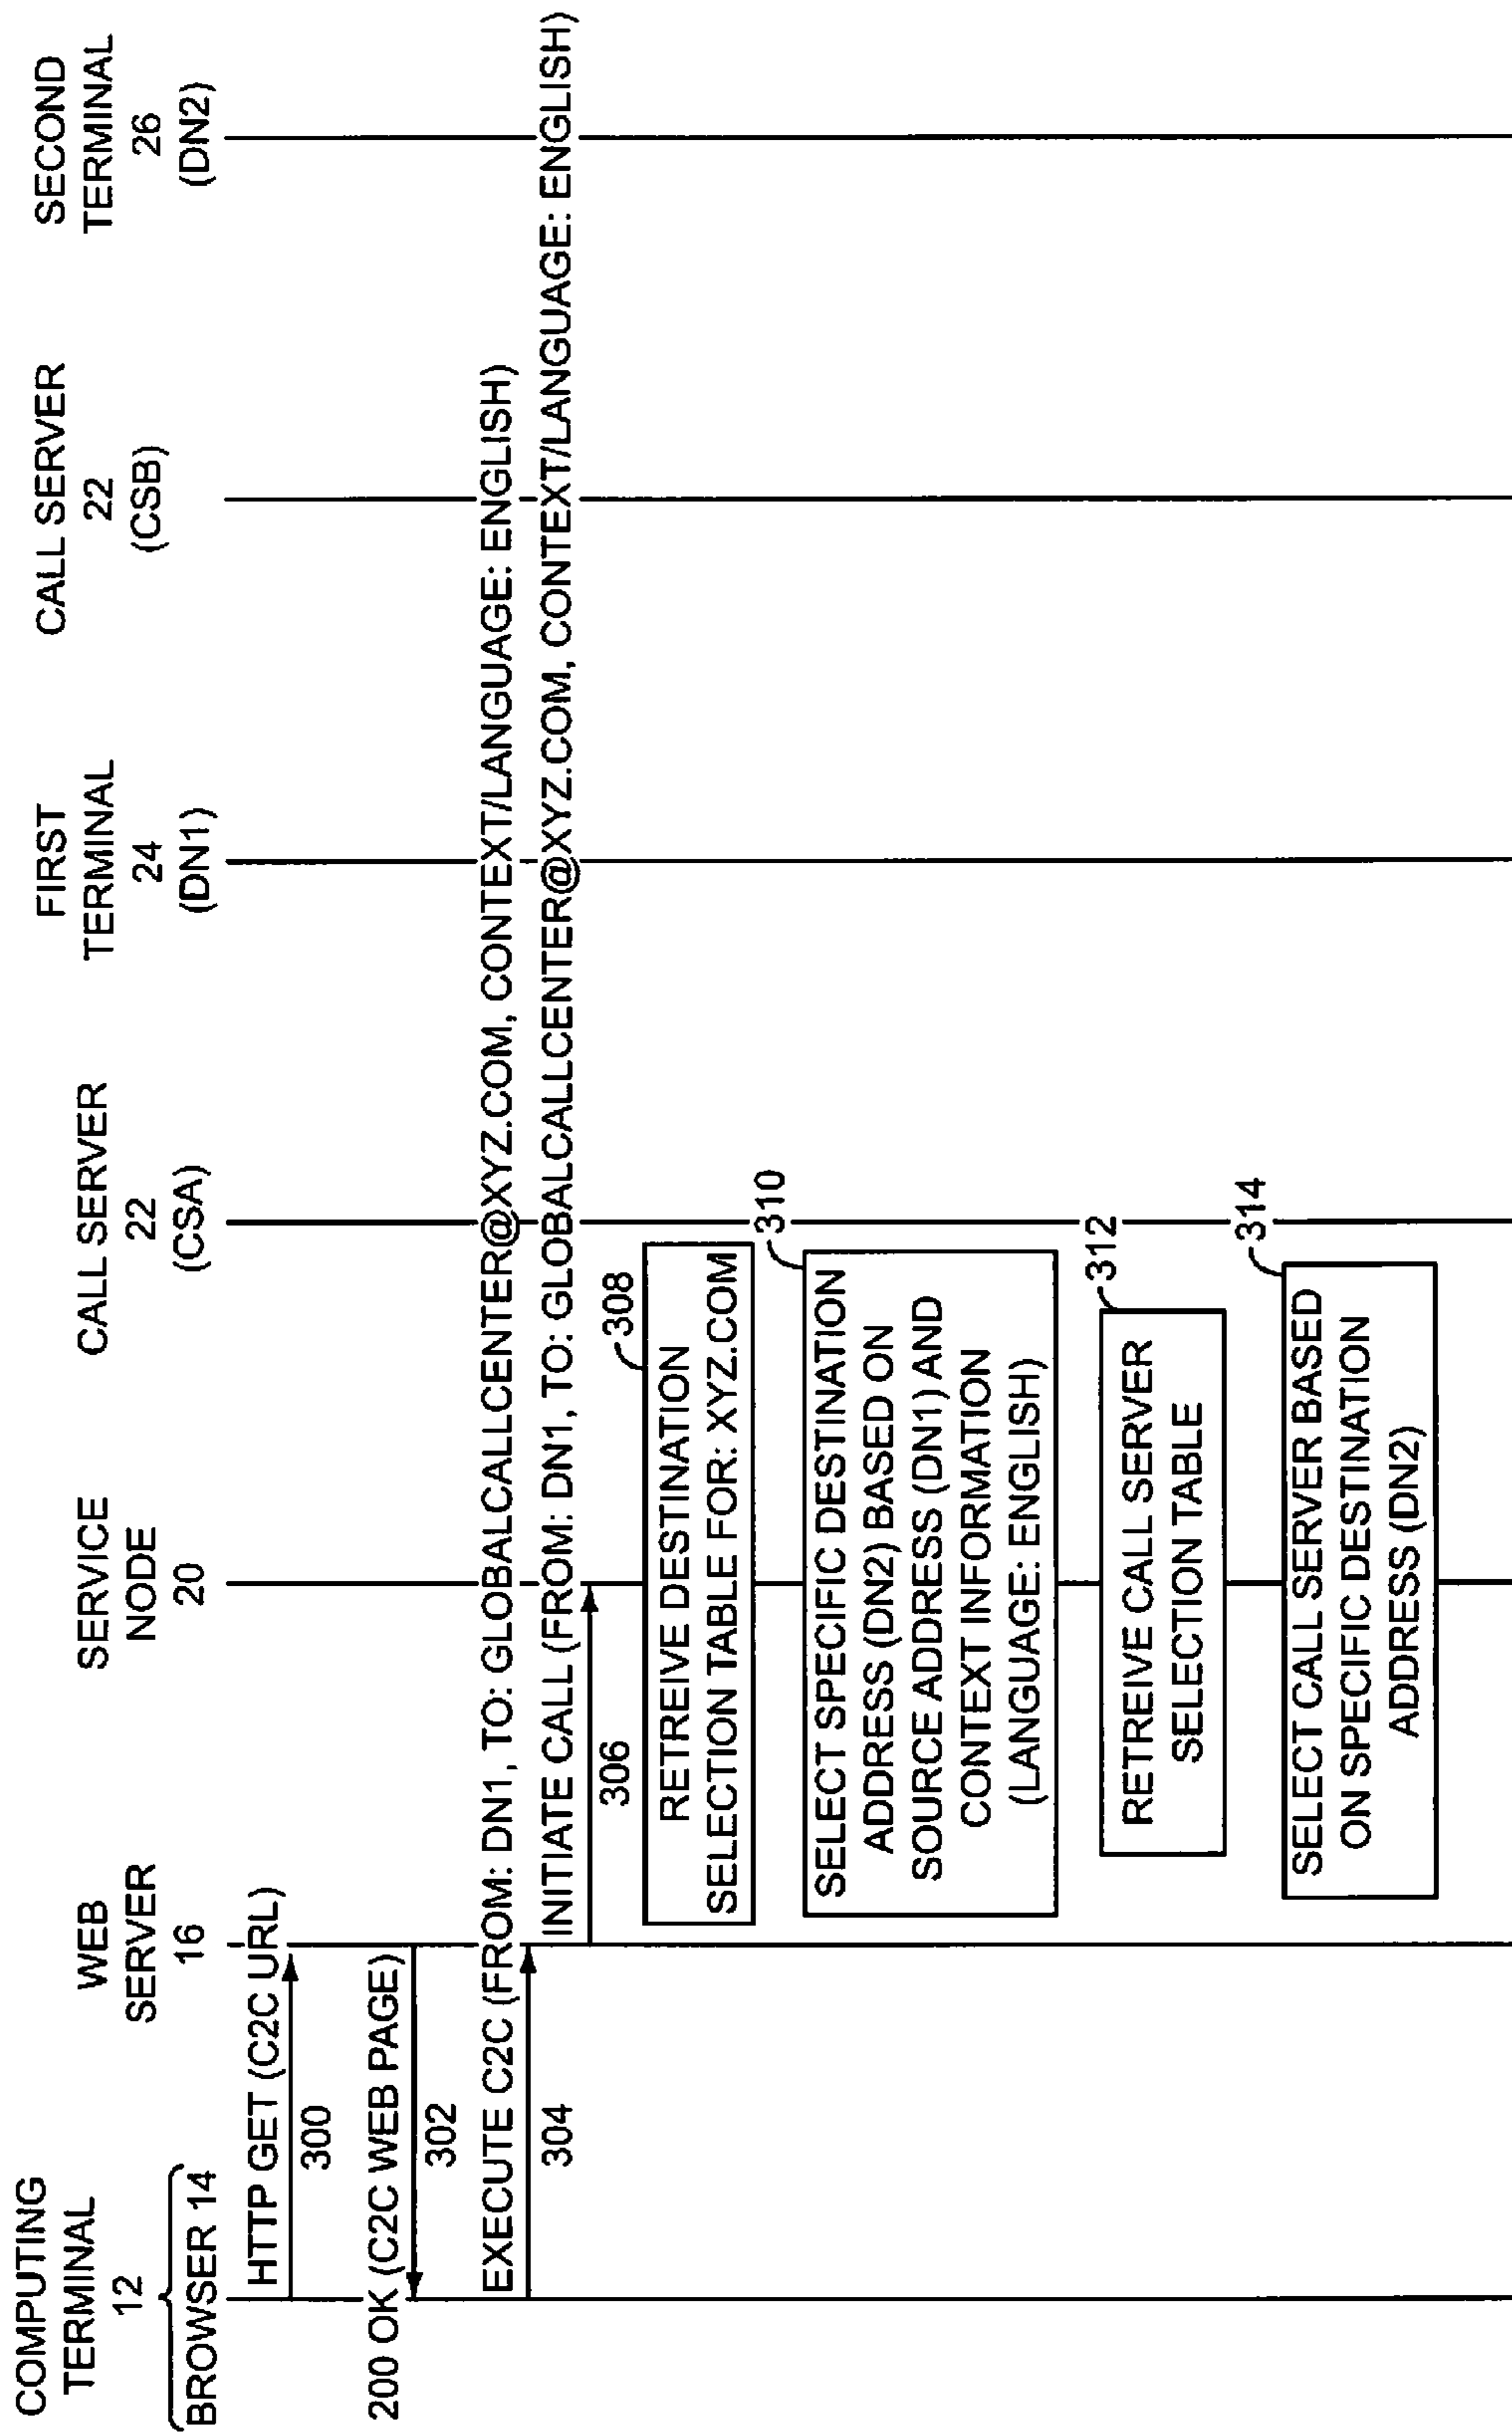 COMPUTING
TERMINAL
12
BROWSER 14
WEB
SERVER
16
SERVICE
NODE
20
CALL SERVER
22
(CSA)
FIRST
TERMINAL
24
(DN1)
CALL SERVER
22
(CSB)
SECOND
TERMINAL
26
(DN2)
HTTP GET (C2C URL)
300
200 OK (C2C WEB PAGE)
302
EXECUTE C2C (FROM: DN1, TO: GLOBALCALLCENTER@XYZ.COM, CONTEXT/LANGUAGE: ENGLISH)
304
INITIATE CALL (FROM: DN1, TO: GLOBALCALLCENTER@XYZ.COM, CONTEXT/LANGUAGE: ENGLISH)
306
308
RETREIVE DESTINATION
SELECTION TABLE FOR: XYZ.COM
310
SELECT SPECIFIC DESTINATION
ADDRESS (DN2) BASED ON
SOURCE ADDRESS (DN1) AND
CONTEXT INFORMATION
(LANGUAGE: ENGLISH)
312
RETREIVE CALL SERVER
SELECTION TABLE
314
SELECT CALL SERVER BASED
ON SPECIFIC DESTINATION
ADDRESS (DN2)